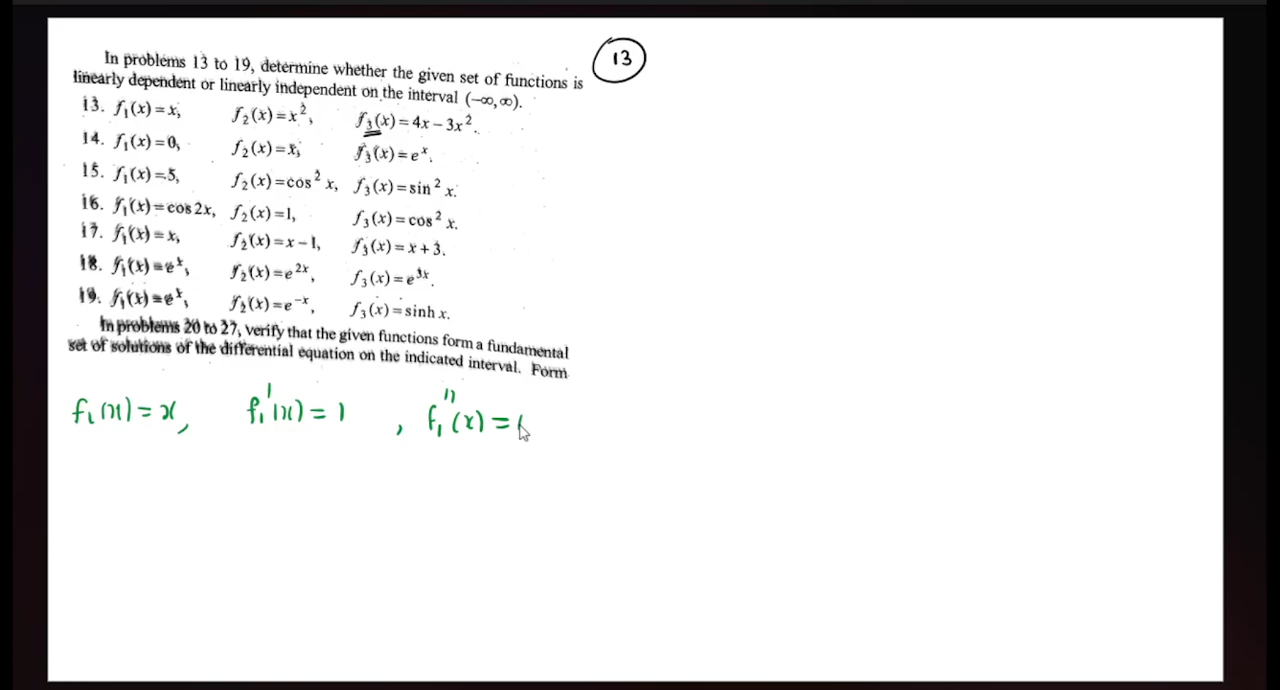 13
In problems 13 to 19, determine whether the given set of functions is
linearly dependent or linearly independent on the interval (−∞,∞).
13. f₁(x)=x, f₂(x)=x², f₃(x)=4x−3x².
14. f₁(x)=0, f₂(x)=x, f₃(x)=eˣ.
15. f₁(x)=5, f₂(x)=cos² x, f₃(x)=sin² x.
16. f₁(x)=cos2x, f₂(x)=1, f₃(x)=cos² x.
17. f₁(x)=x, f₂(x)=x−1, f₃(x)=x+3.
18. f₁(x)=eˣ, f₂(x)=e²ˣ, f₃(x)=e³ˣ.
19. f₁(x)=eˣ, f₂(x)=e⁻ˣ, f₃(x)=sinh x.
In problems 20 to 27, verify that the given functions form a fundamental
set of solutions of the differential equation on the indicated interval. Form
f₁(x)=x, f₁'(x)=1, f₁''(x)=